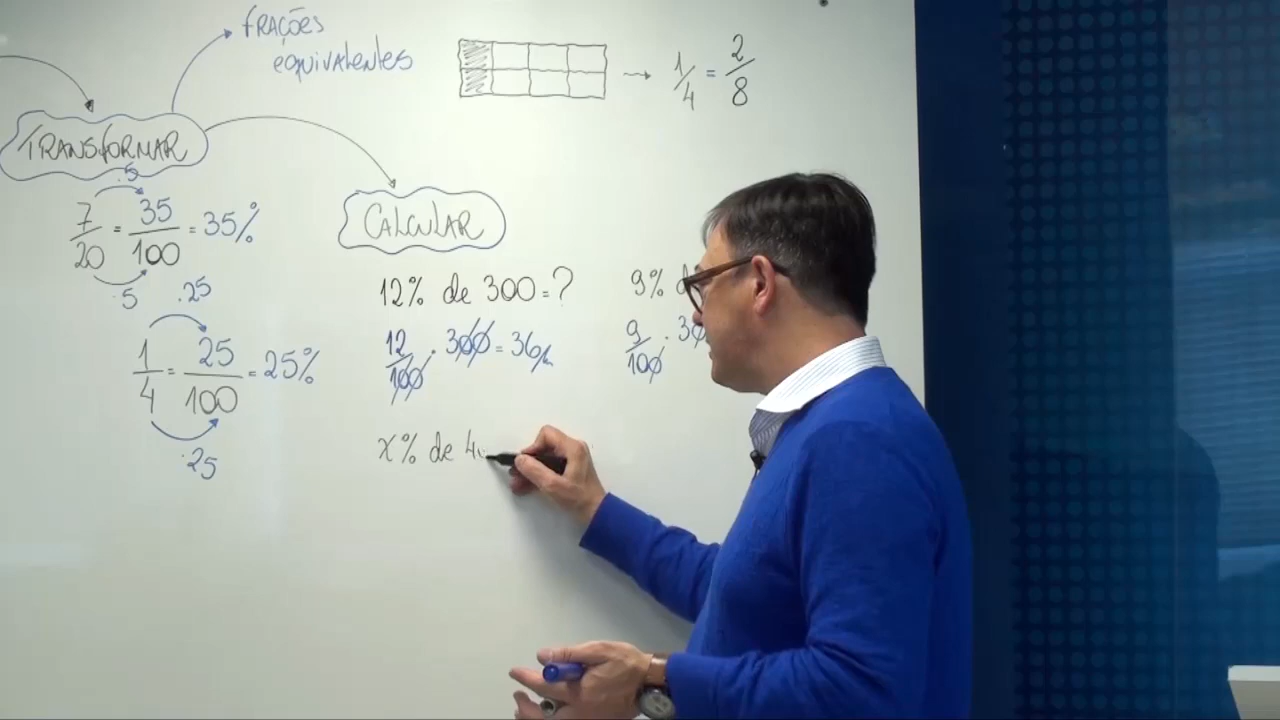 frações
equivalentes
1/4 = 2/8
TRANSFORMAR
.5
7/20 = 35/100 = 35%
.5
.25
1/4 = 25/100 = 25%
.25
CALCULAR
12% de 300 = ?
12/100 . 300 = 36//
9% d
9/100 . 30
x% de 4